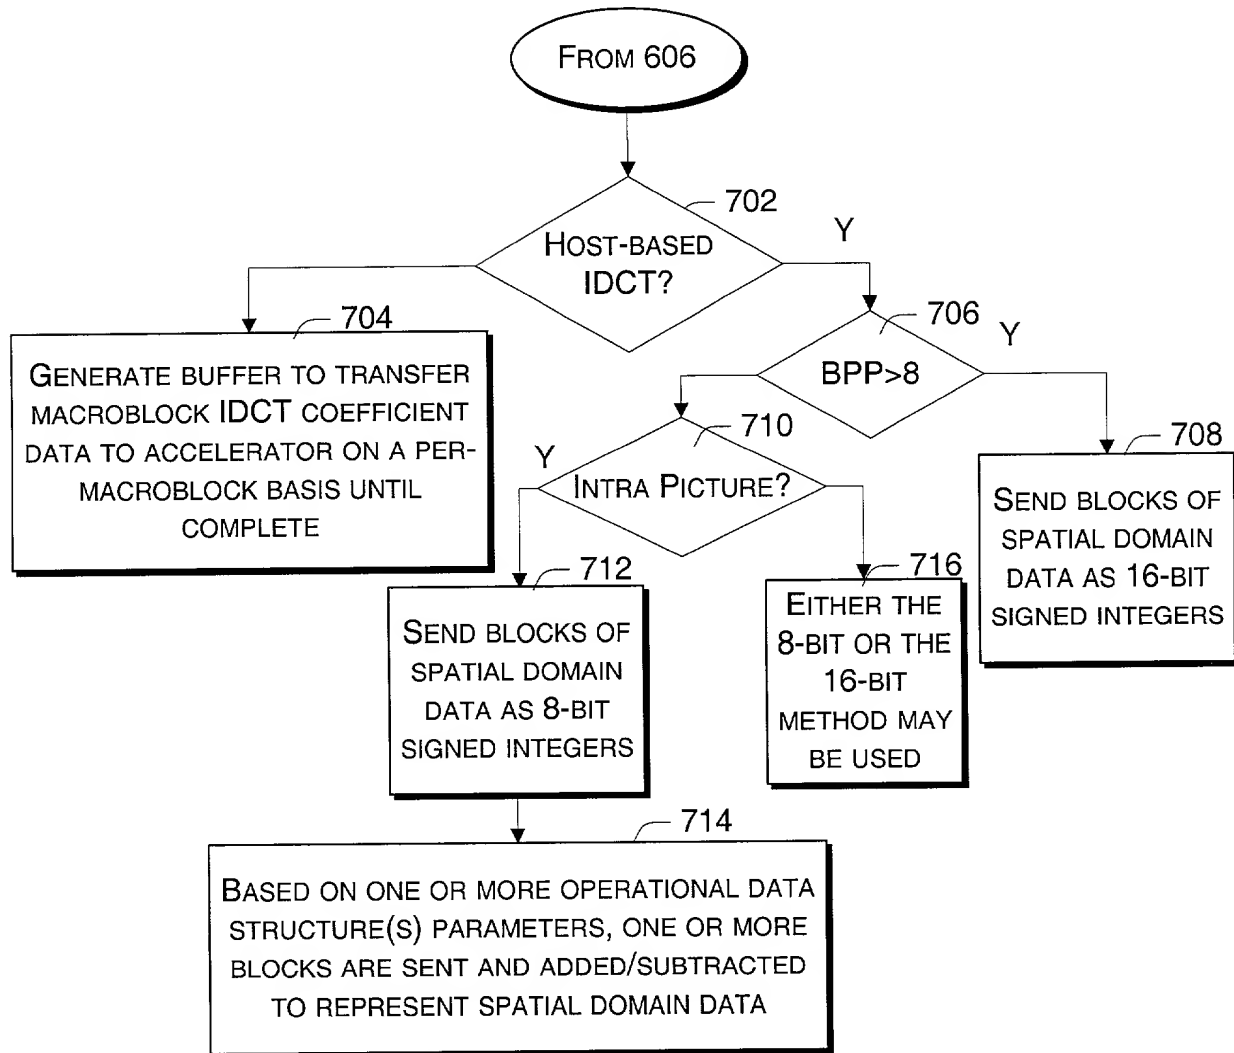 FROM 606
702
Y
HOST-BASED
IDCT?
704
GENERATE BUFFER TO TRANSFER
MACROBLOCK IDCT COEFFICIENT
DATA TO ACCELERATOR ON A PER-
MACROBLOCK BASIS UNTIL
COMPLETE
706
Y
BPP>8
710
Y
INTRA PICTURE?
708
SEND BLOCKS OF
SPATIAL DOMAIN
DATA AS 16-BIT
SIGNED INTEGERS
712
SEND BLOCKS OF
SPATIAL DOMAIN
DATA AS 8-BIT
SIGNED INTEGERS
716
EITHER THE
8-BIT OR THE
16-BIT
METHOD MAY
BE USED
714
BASED ON ONE OR MORE OPERATIONAL DATA
STRUCTURE(S) PARAMETERS, ONE OR MORE
BLOCKS ARE SENT AND ADDED/SUBTRACTED
TO REPRESENT SPATIAL DOMAIN DATA